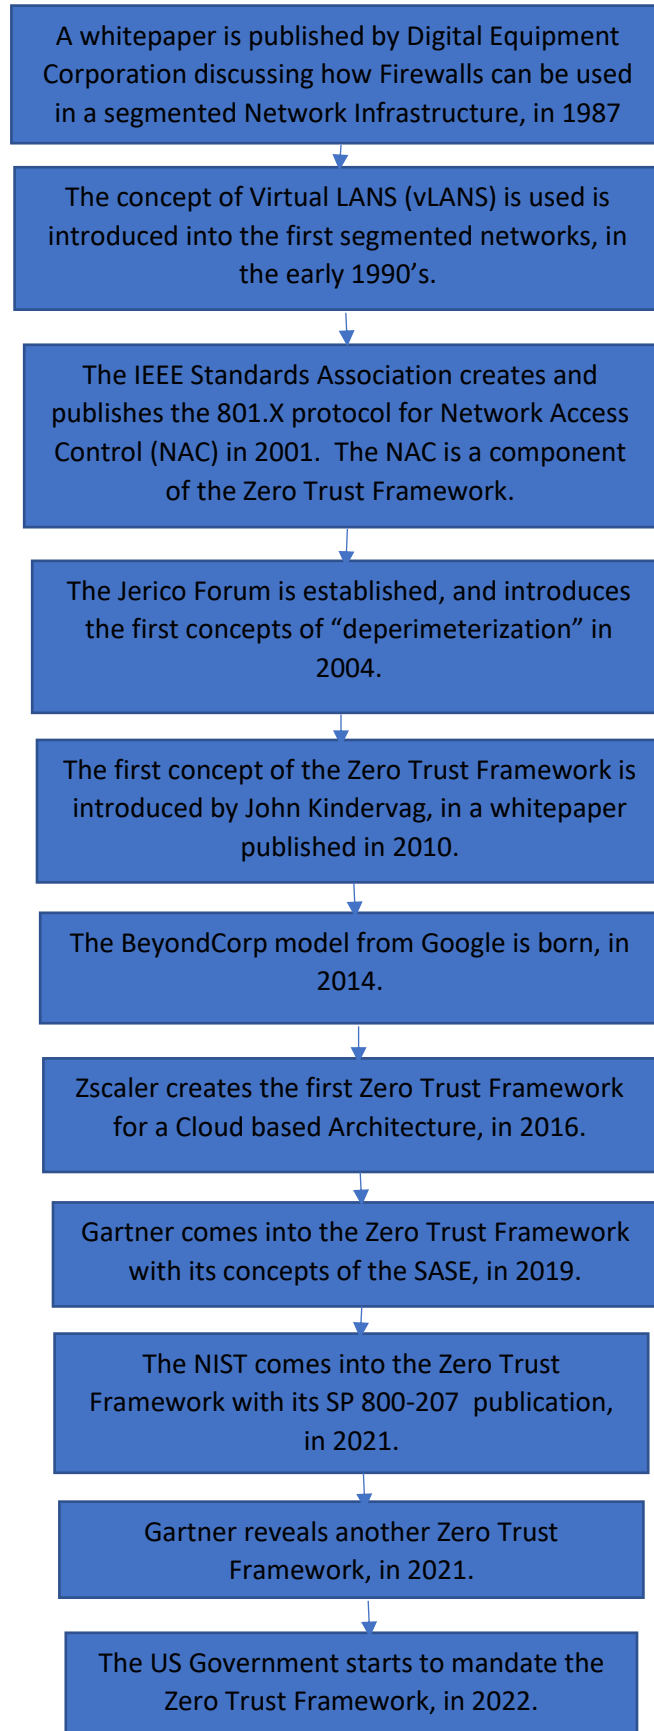 A whitepaper is published by Digital Equipment
Corporation discussing how Firewalls can be used
in a segmented Network Infrastructure, in 1987
The concept of Virtual LANS (vLANS) is used is
introduced into the first segmented networks, in
the early 1990’s.
The IEEE Standards Association creates and
publishes the 801.X protocol for Network Access
Control (NAC) in 2001.  The NAC is a component
of the Zero Trust Framework.
The Jerico Forum is established, and introduces
the first concepts of “deperimeterization” in
2004.
The first concept of the Zero Trust Framework is
introduced by John Kindervag, in a whitepaper
published in 2010.
The BeyondCorp model from Google is born, in
2014.
Zscaler creates the first Zero Trust Framework
for a Cloud based Architecture, in 2016.
Gartner comes into the Zero Trust Framework
with its concepts of the SASE, in 2019.
The NIST comes into the Zero Trust
Framework with its SP 800-207  publication,
in 2021.
Gartner reveals another Zero Trust
Framework, in 2021.
The US Government starts to mandate the
Zero Trust Framework, in 2022.